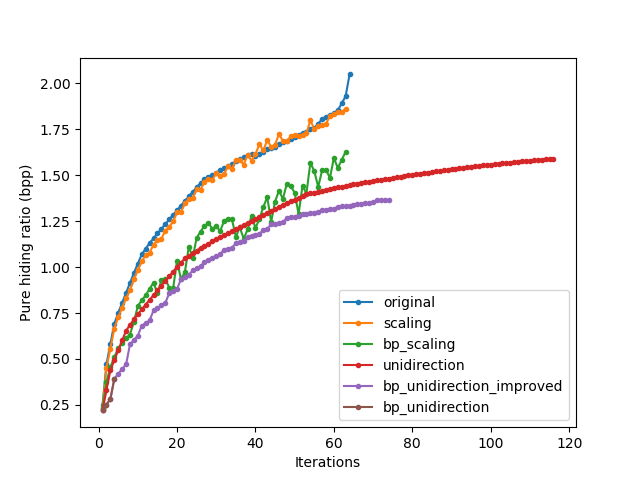 2.00
1.75
1.50
1.25
1.00
0.75
0.50
0.25
Pure hiding ratio (bpp)
original
scaling
bp_scaling
unidirection
bp_unidirection_improved
bp_unidirection
0 20 40 60 80 100 120
Iterations